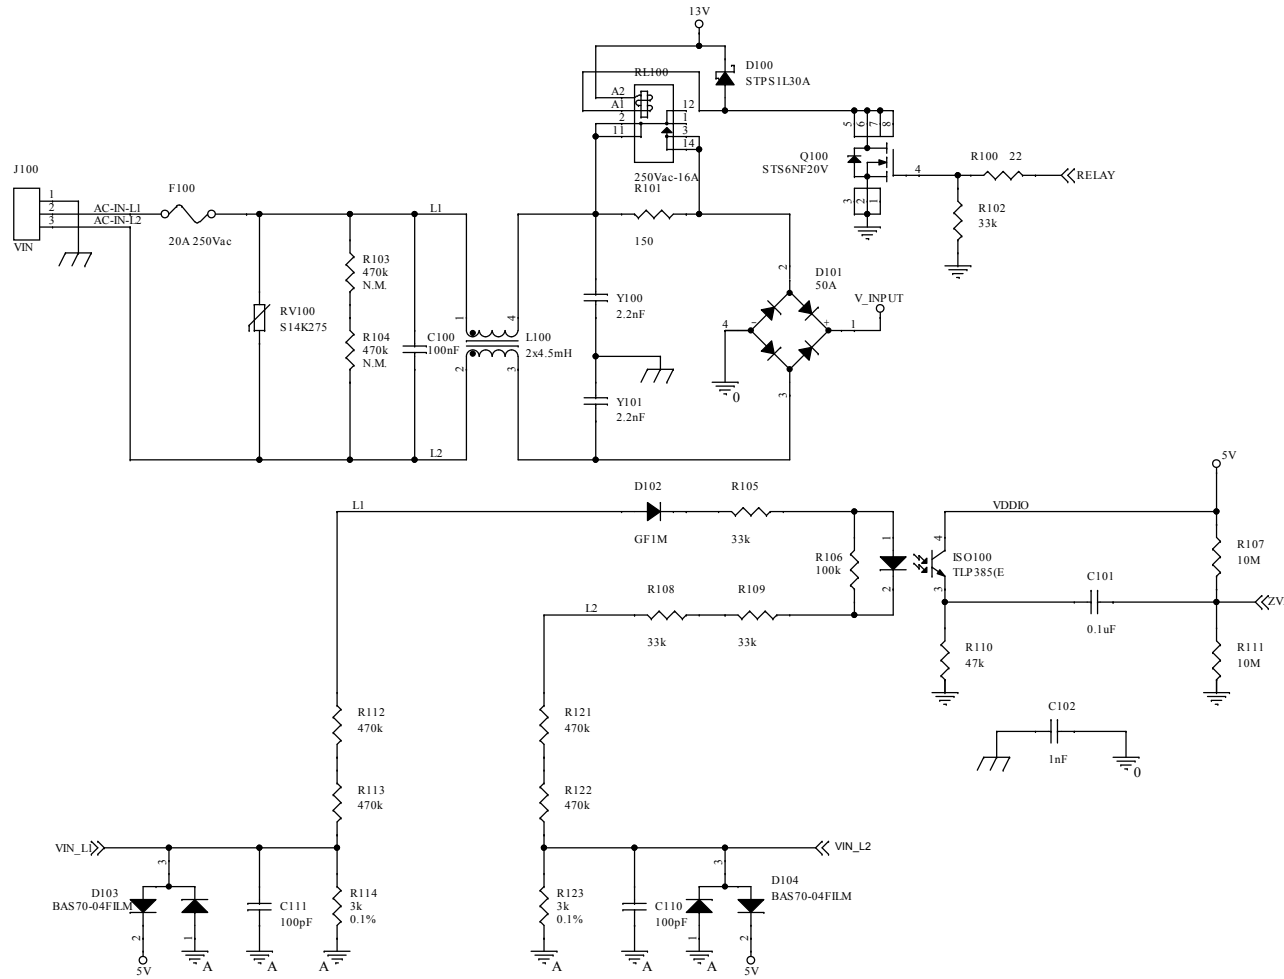 13V
D100
STPS1L30A
RL100
A2
A1
2
11
12
1
3
14
250Vac-16A
R101
150
5
6
7
8
Q100
STS6NF20V
4
3
2
1
R100 22
RELAY
R102
33k
J100
1
2
3
VIN
AC-IN-L1
AC-IN-L2
F100
20A 250Vac
L1
RV100
S14K275
R103
470k
N.M.
R104
470k
N.M.
C100
100nF
1
4
2
3
L100
2x4.5mH
L2
Y100
2.2nF
Y101
2.2nF
2
D101
50A
V_INPUT
4
-
+
1
3
0
5V
L1
D102
GF1M
R105
33k
VDDIO
R106
100k
1
2
4
3
ISO100
TLP385(E
R107
10M
C101
0.1uF
L2
R108
33k
R109
33k
R110
47k
R111
10M
C102
1nF
0
R112
470k
R121
470k
R113
470k
R122
470k
VIN_L1
VIN_L2
3
D103
BAS70-04FILM
2
1
5V
A
C111
100pF
A
R114
3k
0.1%
A
R123
3k
0.1%
A
C110
100pF
A
3
D104
BAS70-04FILM
1
2
A
5V